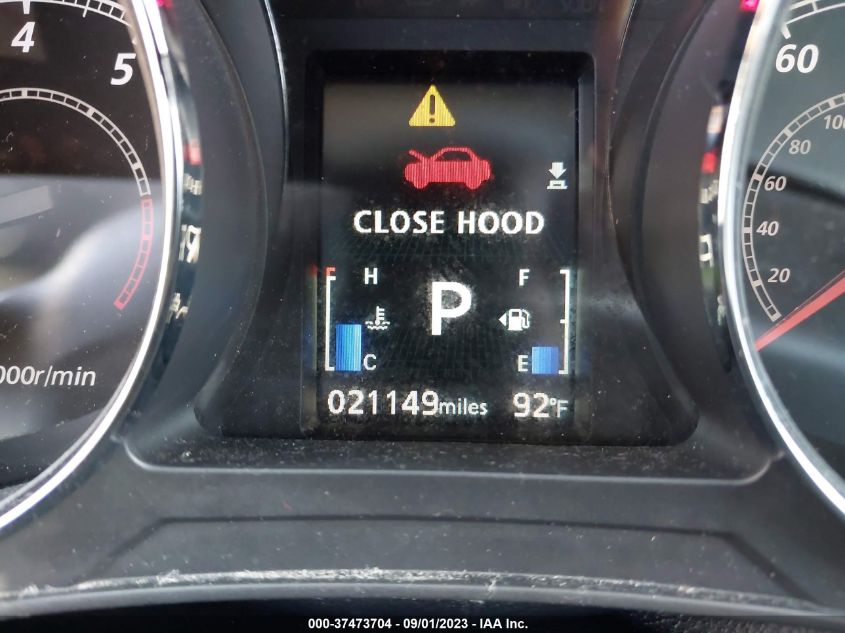 4
5
000r/min
CLOSE HOOD
H
F
P
C
E
021149miles
92°F
60
100
80
60
40
20
000-37473704 - 09/01/2023 - IAA Inc.